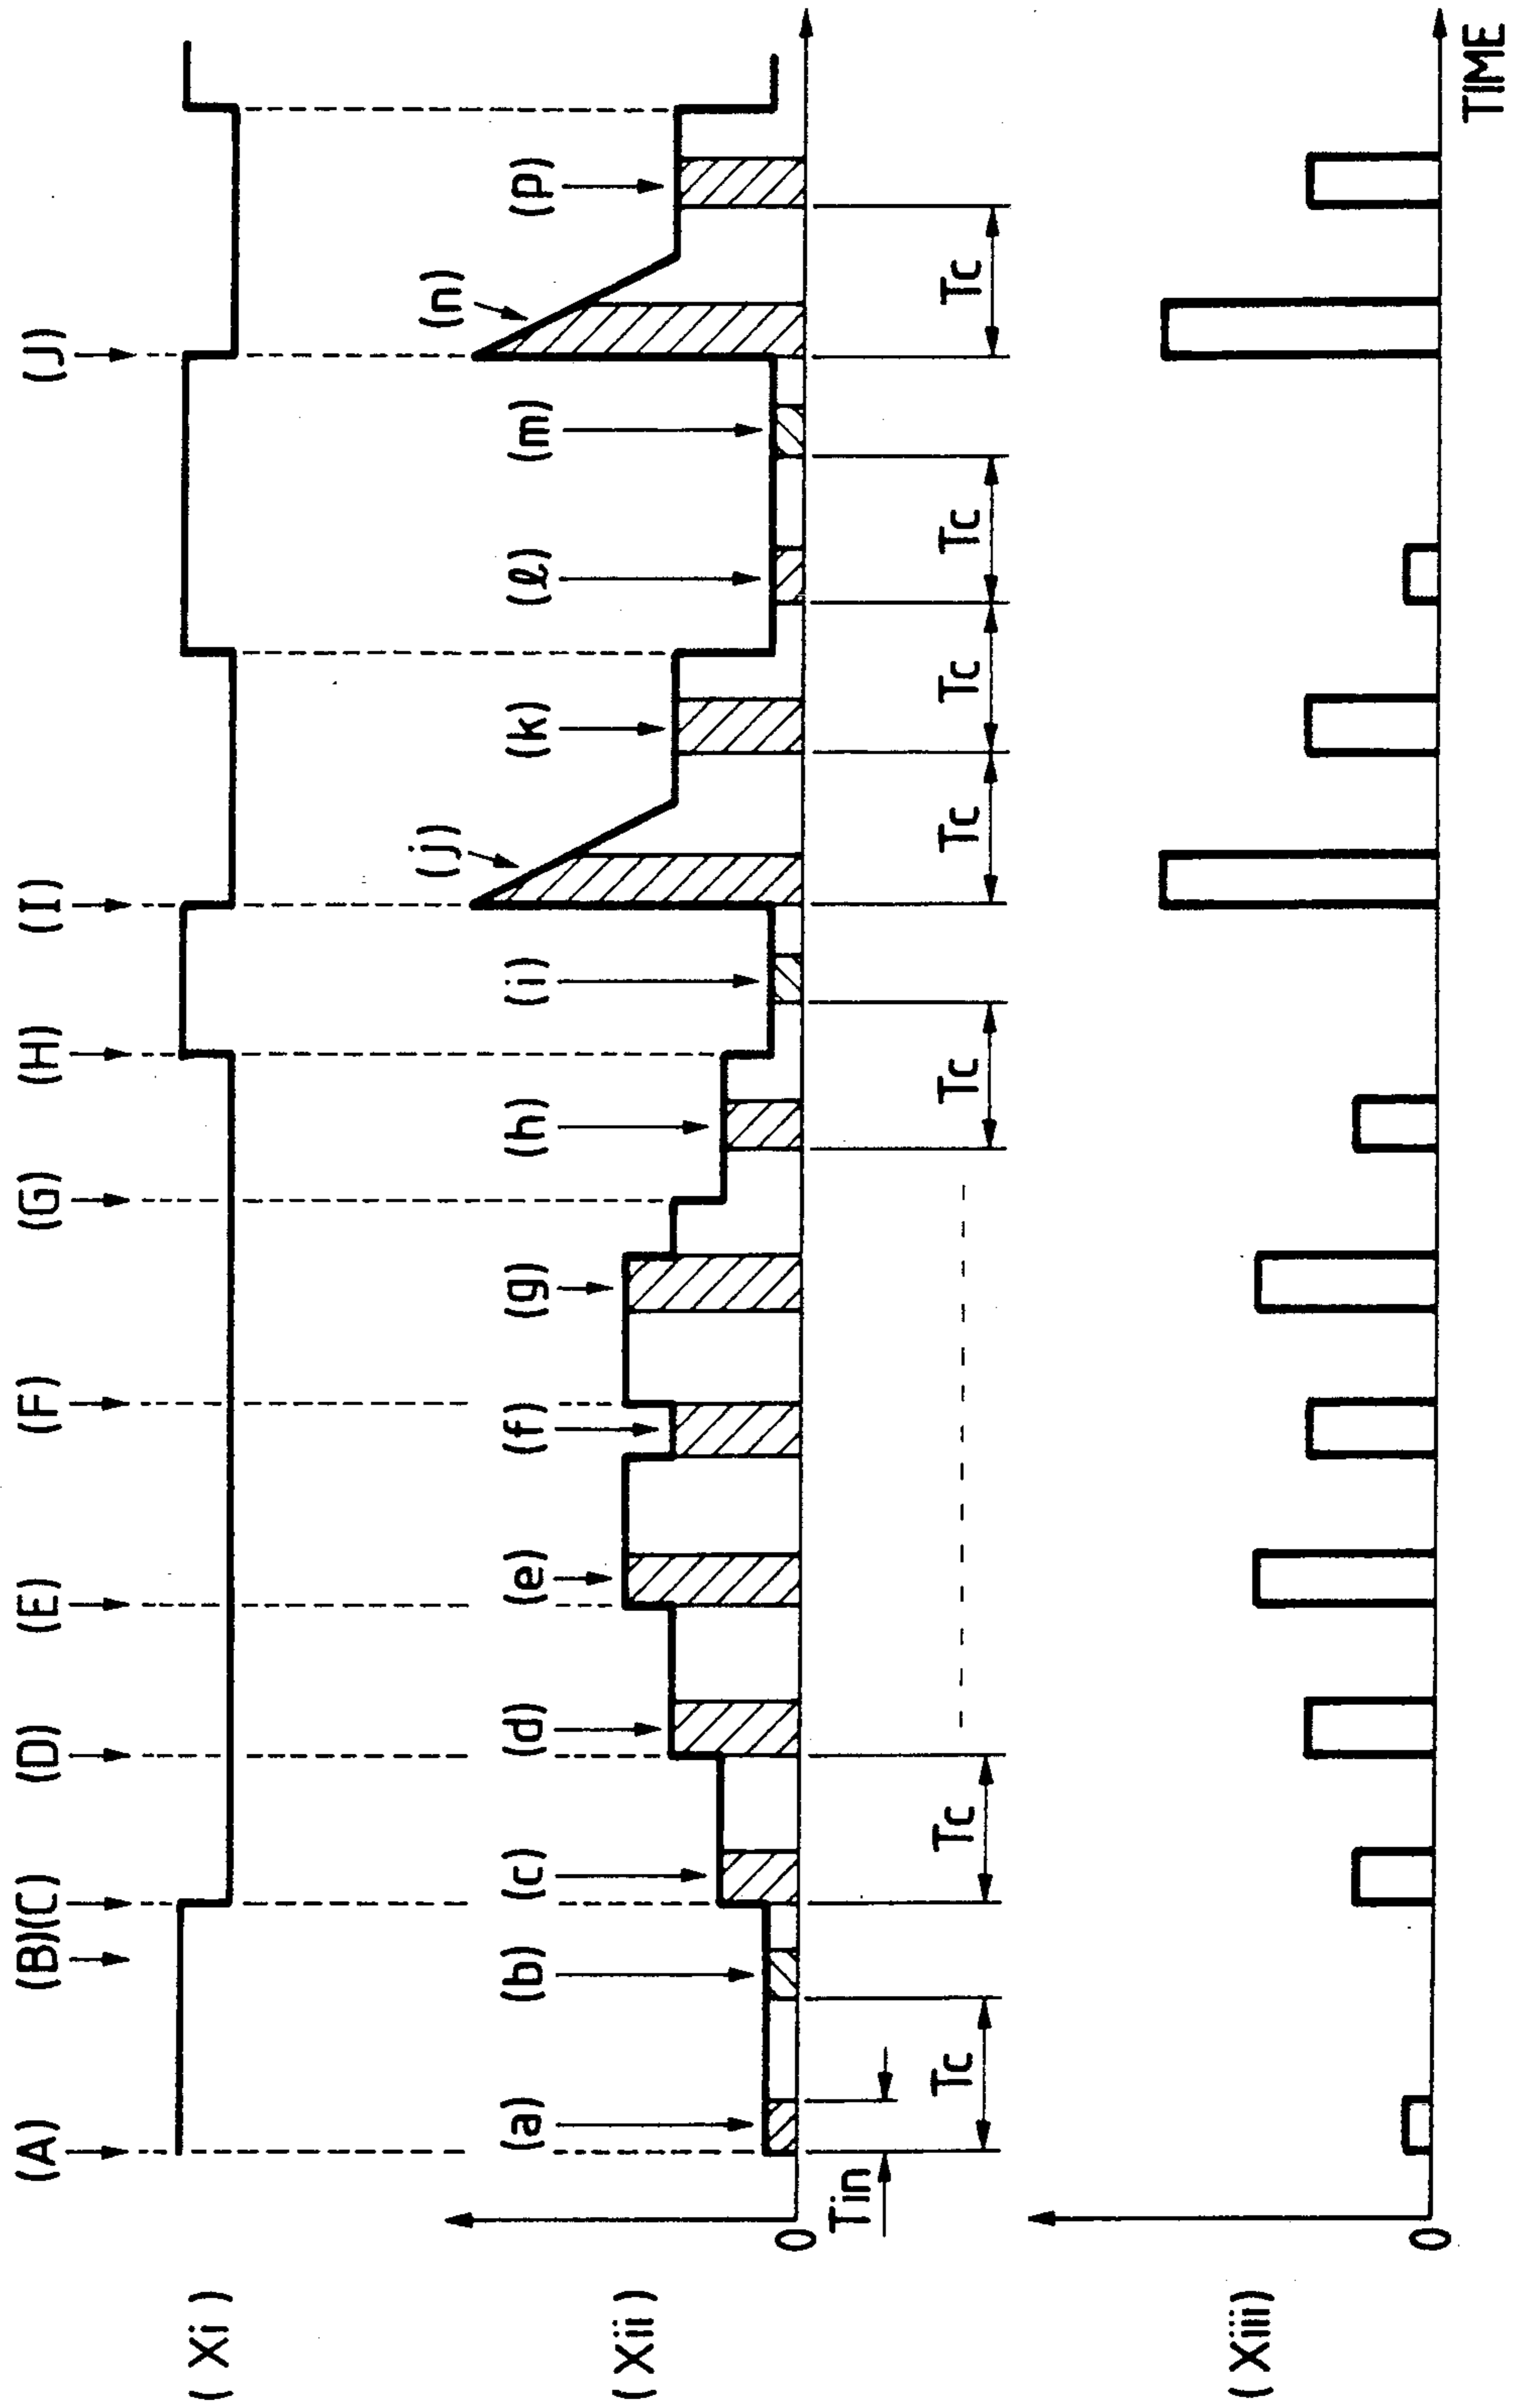 (A) (B)(C) (D) (E) (F) (G) (H) (I) (J)
(Xi)
(a) (b) (c) (d) (e) (f) (g) (h) (i) (j) (k) (ℓ) (m) (n) (p)
(Xii)
0
Tin
Tc Tc Tc Tc Tc Tc Tc
(Xiii)
0
TIME